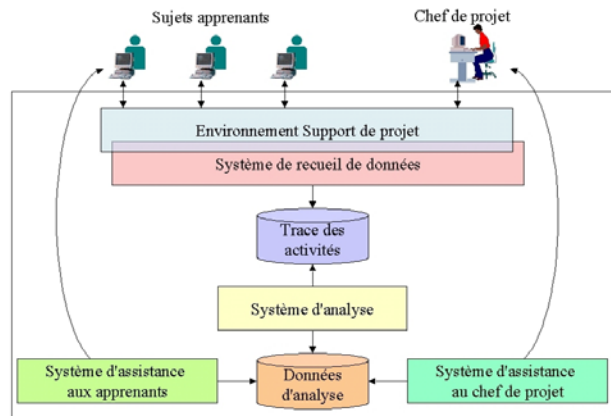 Sujets apprenants
Chef de projet
Environnement Support de projet
Système de recueil de données
Trace des
activités
Système d'analyse
Système d'assistance
aux apprenants
Données
d'analyse
Système d'assistance
au chef de projet